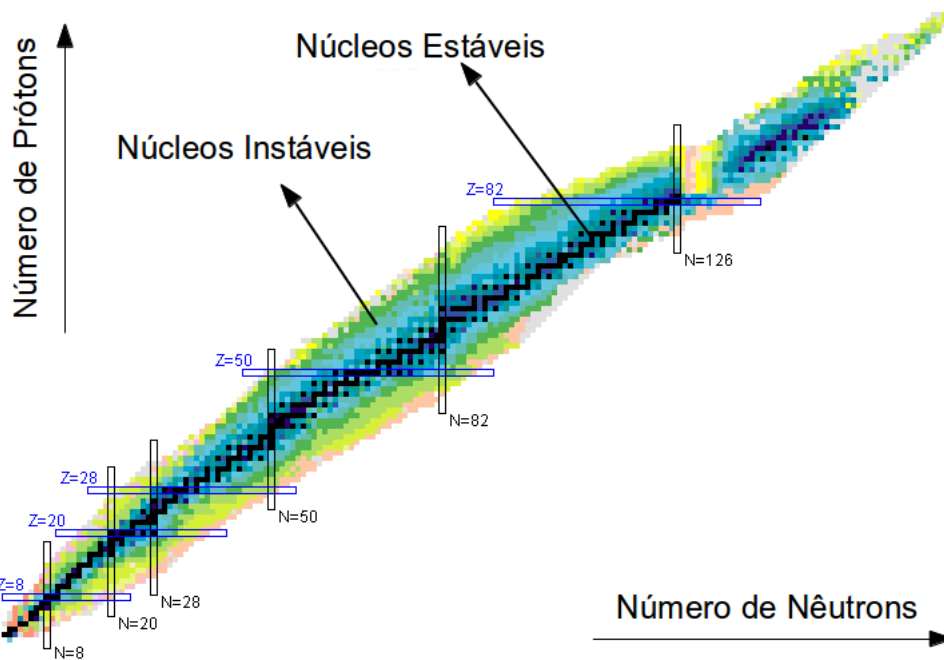 Número de Prótons
Núcleos Estáveis
Núcleos Instáveis
Z=82
N=126
Z=50
N=82
Z=28
N=50
Z=20
Z=8
N=28
N=20
N=8
Número de Nêutrons